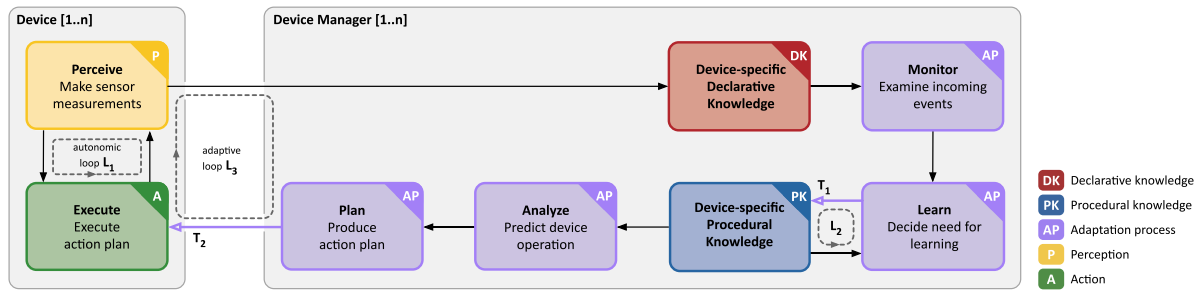 Device [1..n]
Device Manager [1..n]
P
Perceive
Make sensor
measurements
DK
Device-specific
Declarative
Knowledge
AP
Monitor
Examine incoming
events
autonomic
loop L1
adaptive
loop L3
A
Execute
Execute
action plan
T2
AP
Plan
Produce
action plan
AP
Analyze
Predict device
operation
PK
Device-specific
Procedural
Knowledge
T1
L2
AP
Learn
Decide need for
learning
DK Declarative knowledge
PK Procedural knowledge
AP Adaptation process
P Perception
A Action